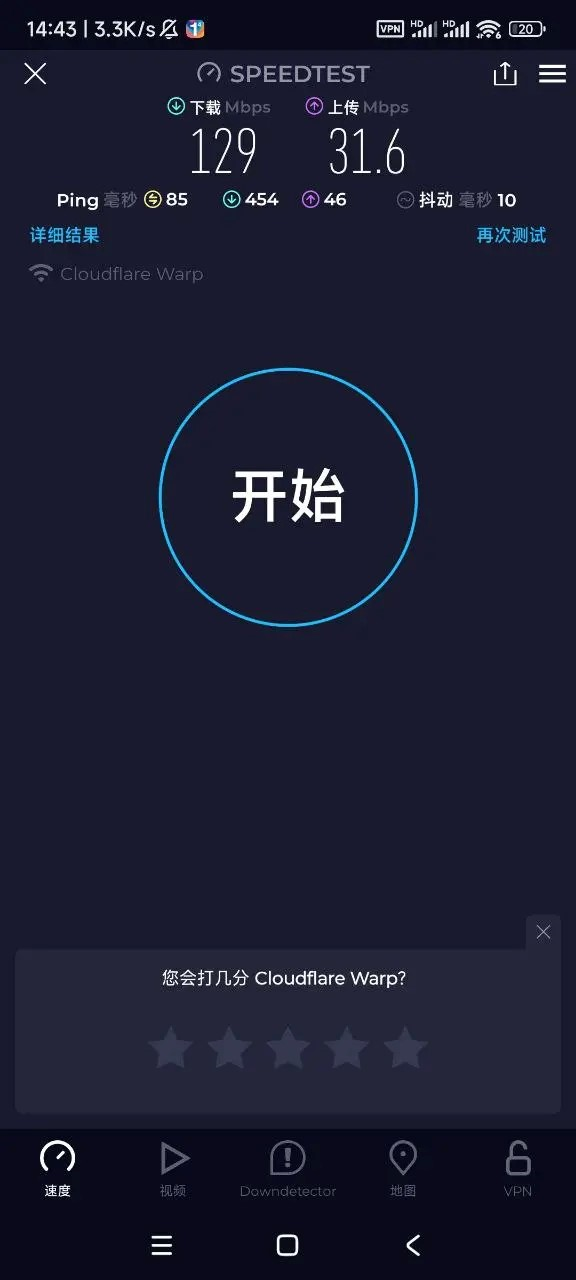 14:43 | 3.3K/s VPN HD HD 6 20
SPEEDTEST
下载 Mbps 上传 Mbps
129 31.6
Ping 毫秒 85 454 46 抖动 毫秒 10
详细结果 再次测试
Cloudflare Warp
开始
您会打几分 Cloudflare Warp?
速度 视频 Downdetector 地图 VPN